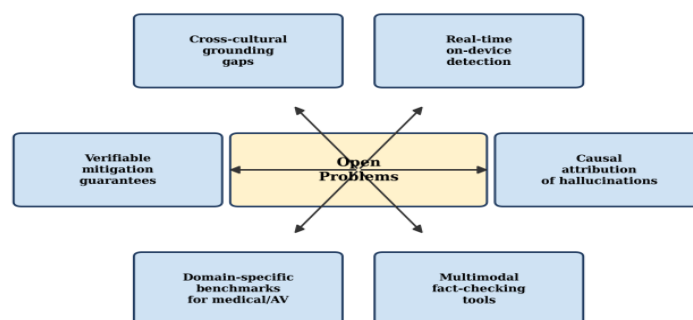 Cross-cultural
grounding
gaps
Real-time
on-device
detection
Verifiable
mitigation
guarantees
Open
Problems
Causal
attribution
of hallucinations
Domain-specific
benchmarks
for medical/AV
Multimodal
fact-checking
tools